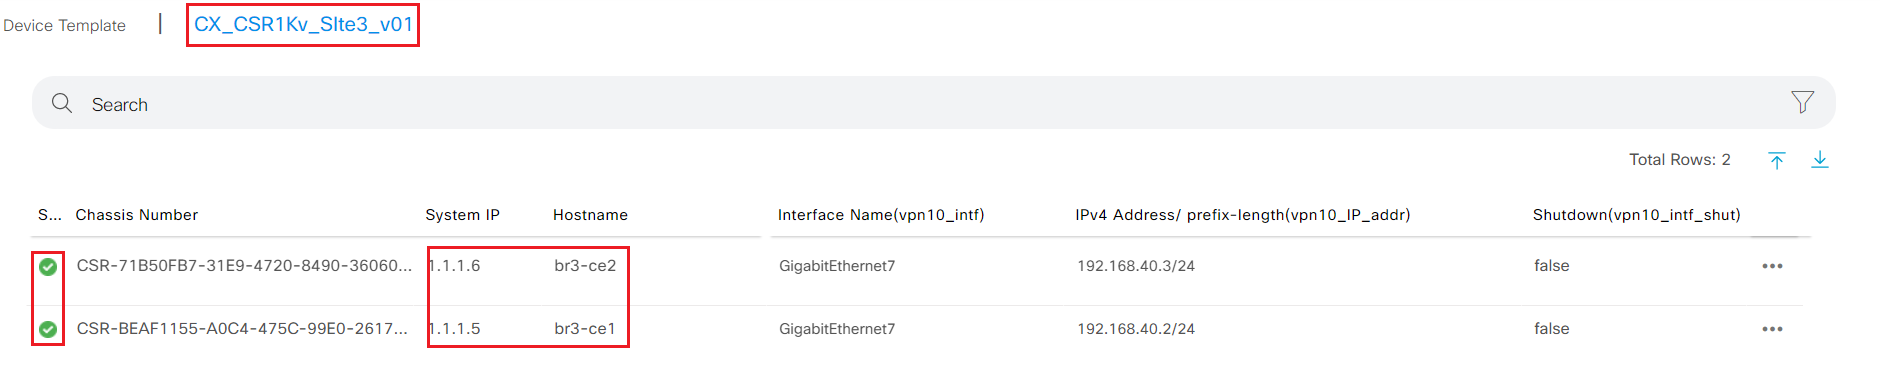 Device Template | CX_CSR1Kv_SIte3_v01
Search
Total Rows: 2
S... Chassis Number System IP Hostname Interface Name(vpn10_intf) IPv4 Address/ prefix-length(vpn10_IP_addr) Shutdown(vpn10_intf_shut)
CSR-71B50FB7-31E9-4720-8490-36060... 1.1.1.6 br3-ce2 GigabitEthernet7 192.168.40.3/24 false •••
CSR-BEAF1155-A0C4-475C-99E0-2617... 1.1.1.5 br3-ce1 GigabitEthernet7 192.168.40.2/24 false •••